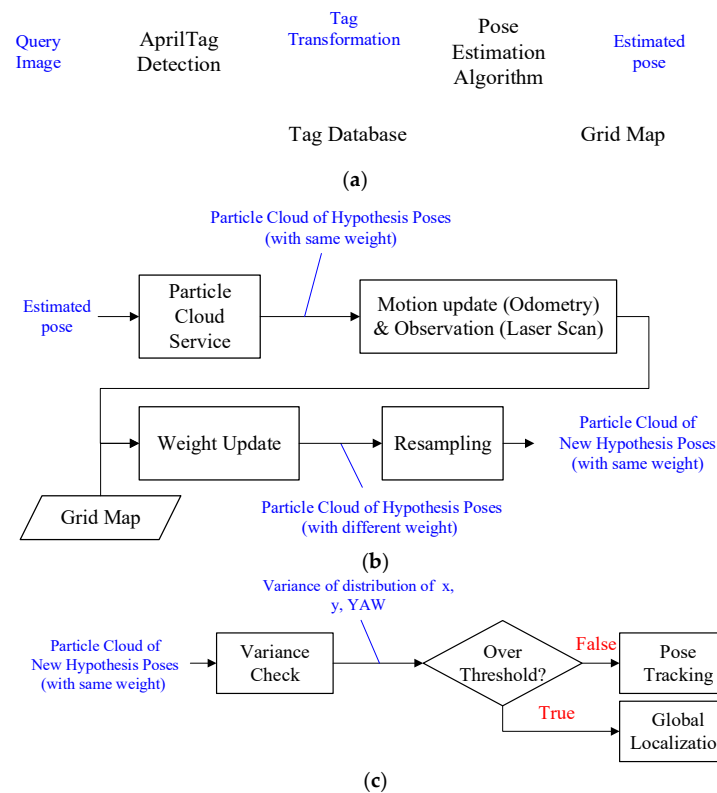 Query
Image
AprilTag
Detection
Tag
Transformation
Pose
Estimation
Algorithm
Estimated
pose
Tag Database
Grid Map
(a)
Particle Cloud of Hypothesis Poses
(with same weight)
Estimated
pose
Particle
Cloud
Service
Motion update (Odometry)
& Observation (Laser Scan)
Weight Update
Resampling
Particle Cloud of
New Hypothesis Poses
(with same weight)
Grid Map
Particle Cloud of Hypothesis Poses
(with different weight)
(b)
Variance of distribution of x,
y, YAW
Particle Cloud of
New Hypothesis Poses
(with same weight)
Variance
Check
Over
Threshold?
False
Pose
Tracking
True
Global
Localizatio
(c)